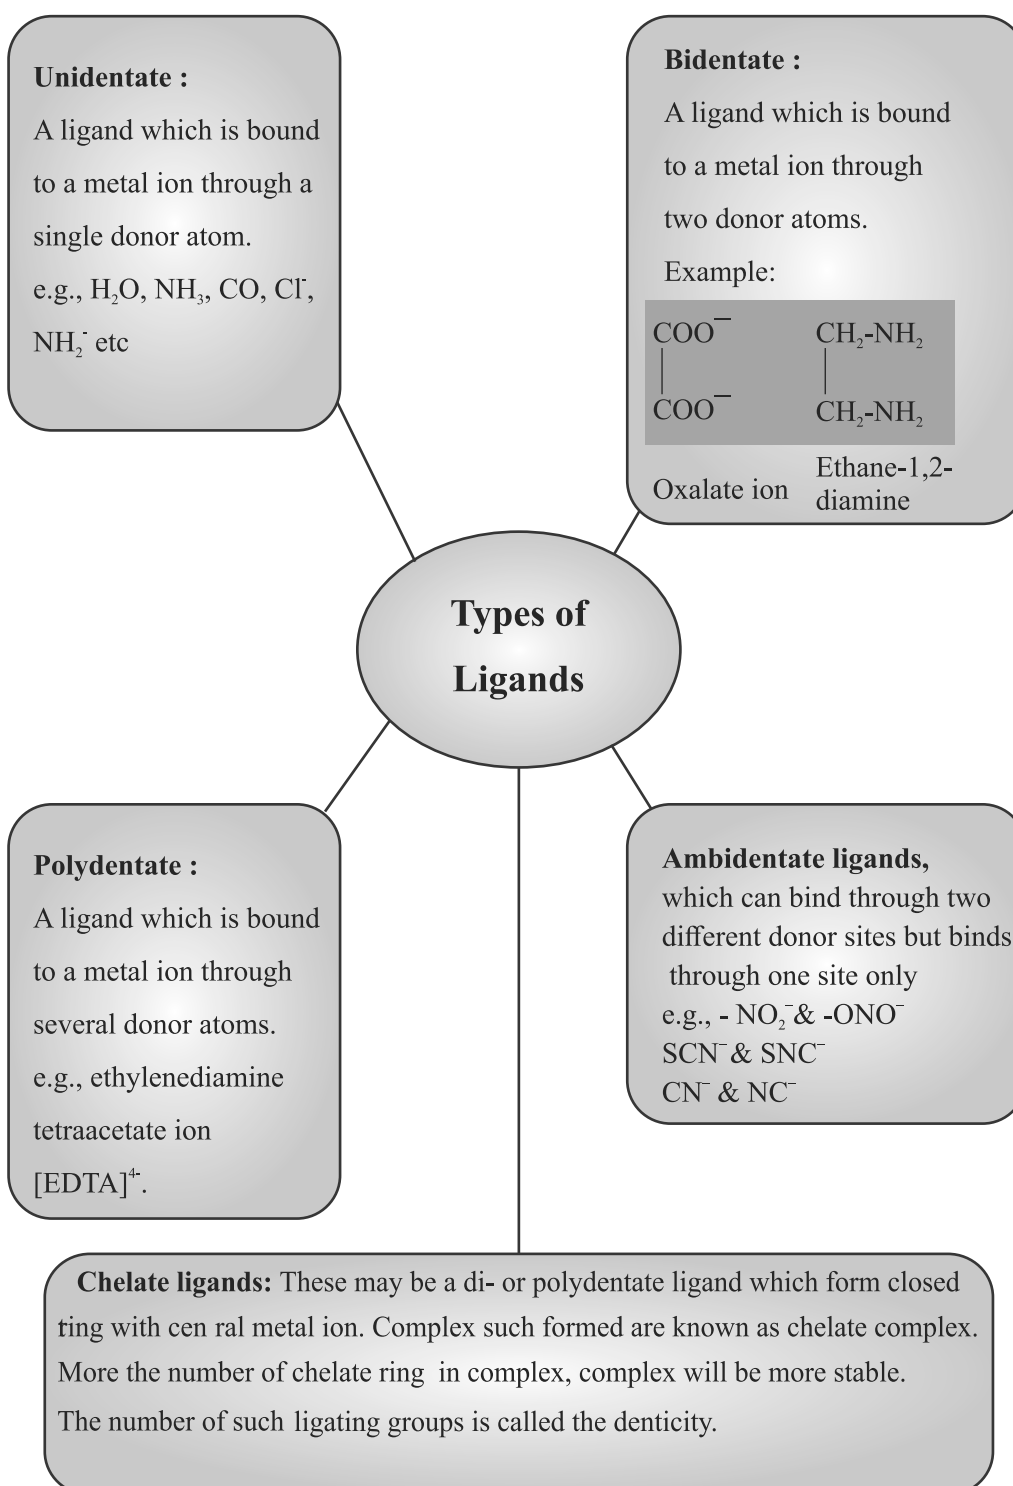 Unidentate :
A ligand which is bound
to a metal ion through a
single donor atom.
e.g., H₂O, NH₃, CO, Cl⁻,
NH₂⁻ etc
Bidentate :
A ligand which is bound
to a metal ion through
two donor atoms.
Example:
COO⁻ CH₂-NH₂
COO⁻ CH₂-NH₂
Oxalate ion Ethane-1,2-
diamine
Types of
Ligands
Polydentate :
A ligand which is bound
to a metal ion through
several donor atoms.
e.g., ethylenediamine
tetraacetate ion
[EDTA]⁴⁻.
Ambidentate ligands,
which can bind through two
different donor sites but binds
through one site only
e.g., - NO₂⁻ & -ONO⁻
SCN⁻ & SNC⁻
CN⁻ & NC⁻
Chelate ligands: These may be a di- or polydentate ligand which form closed
ring with cen ral metal ion. Complex such formed are known as chelate complex.
More the number of chelate ring in complex, complex will be more stable.
The number of such ligating groups is called the denticity.